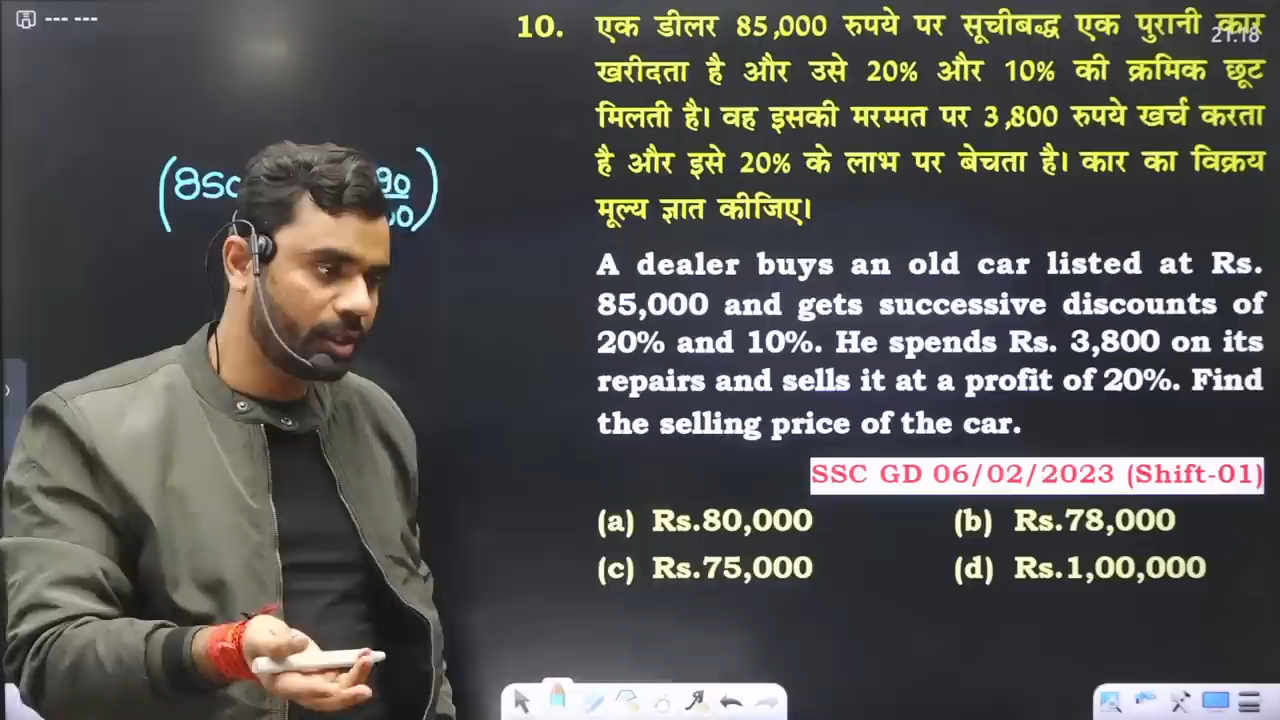 10. एक डीलर 85,000 रुपये पर सूचीबद्ध एक पुरानी कार
21:18
खरीदता है और उसे 20% और 10% की क्रमिक छूट
मिलती है। वह इसकी मरम्मत पर 3,800 रुपये खर्च करता
है और इसे 20% के लाभ पर बेचता है। कार का विक्रय
मूल्य ज्ञात कीजिए।
(850 90
A dealer buys an old car listed at Rs.
85,000 and gets successive discounts of
20% and 10%. He spends Rs. 3,800 on its
repairs and sells it at a profit of 20%. Find
the selling price of the car.
SSC GD 06/02/2023 (Shift-01)
(a) Rs.80,000 (b) Rs.78,000
(c) Rs.75,000 (d) Rs.1,00,000